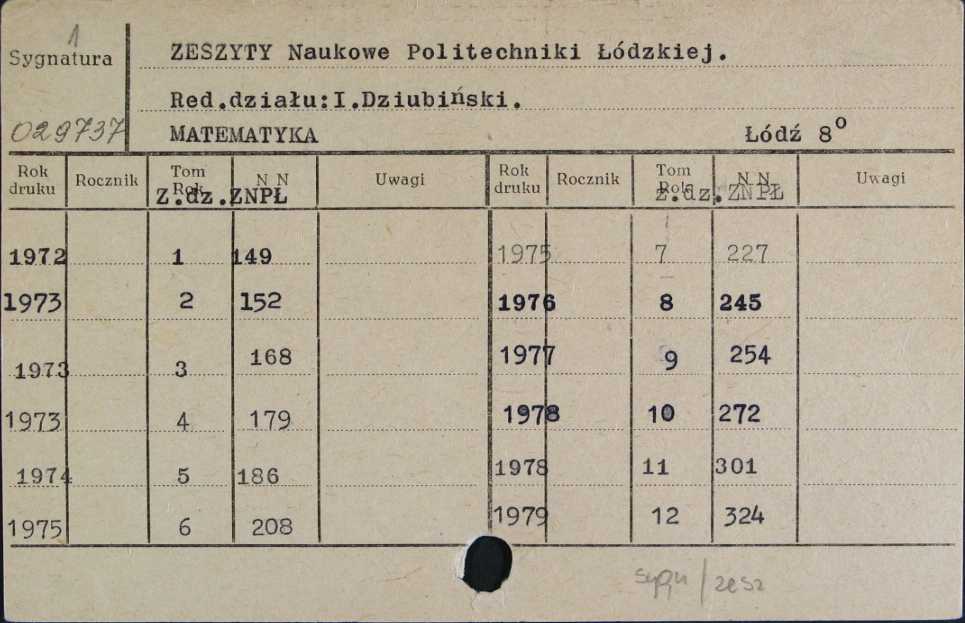 1
Sygnatura
ZESZYTY Naukowe Politechniki Łódzkiej.
Red.działu:I.Dziubiński.
029737
MATEMATYKA Łódź 8º
Rok druku Rocznik Tom Rok N N Uwagi Rok druku Rocznik Tom Rok N N Uwagi
Z.dz.ZNPŁ z.dz.ZNPŁ
1972 1 149 1975 7 227
1973 2 152 1976 8 245
1973 3 168 1977 9 254
1973 4 179 1978 10 272
1974 5 186 1978 11 301
1975 6 208 1979 12 324
sygn/zesz